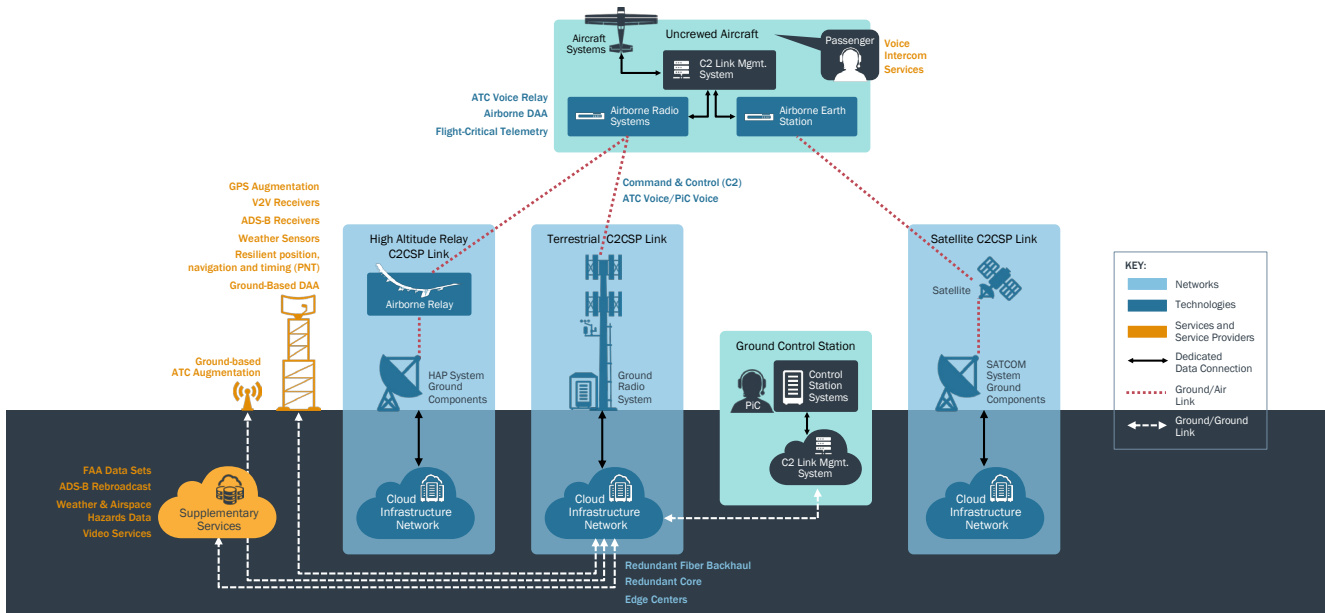 Aircraft
Systems
Uncrewed Aircraft
Passenger
Voice
Intercom
Services
C2 Link Mgmt.
System
ATC Voice Relay
Airborne DAA
Flight-Critical Telemetry
Airborne Radio
Systems
Airborne Earth
Station
Command & Control (C2)
ATC Voice/PiC Voice
GPS Augmentation
V2V Receivers
ADS-B Receivers
Weather Sensors
Resilient position,
navigation and timing (PNT)
Ground-Based DAA
Ground-based
ATC Augmentation
High Altitude Relay
C2CSP Link
Airborne Relay
HAP System
Ground
Components
Cloud
Infrastructure
Network
Terrestrial C2CSP Link
Ground
Radio
System
Cloud
Infrastructure
Network
Ground Control Station
PiC
Control
Station
Systems
C2 Link Mgmt.
System
Satellite C2CSP Link
Satellite
SATCOM
System
Ground
Components
Cloud
Infrastructure
Network
KEY:
Networks
Technologies
Services and
Service Providers
Dedicated
Data Connection
Ground/Air
Link
Ground/Ground
Link
FAA Data Sets
ADS-B Rebroadcast
Weather & Airspace
Hazards Data
Video Services
Supplementary
Services
Redundant Fiber Backhaul
Redundant Core
Edge Centers